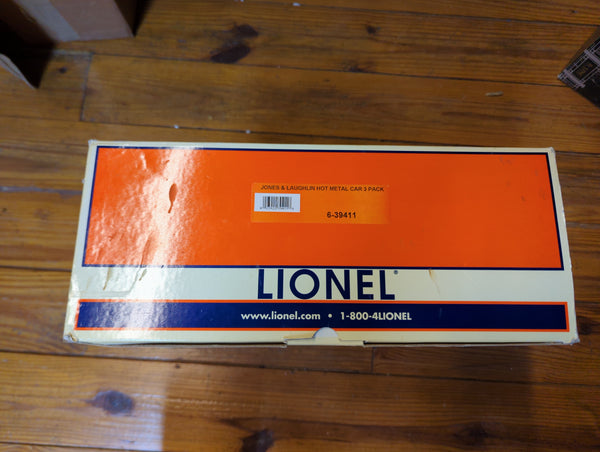 JONES & LAUGHLIN HOT METAL CAR 3 PACK
6-39411
LIONEL®
www.lionel.com • 1-800-4LIONEL